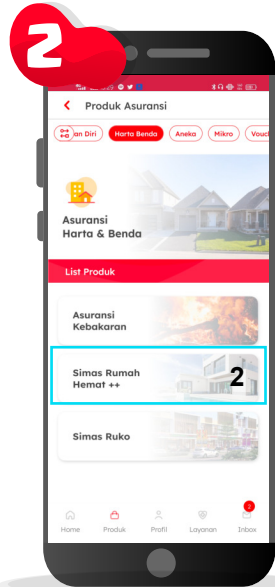 2
Produk Asuransi
an Diri
Harta Benda
Aneka
Mikro
Vouc
Asuransi
Harta & Benda
List Produk
Asuransi
Kebakaran
Simas Rumah
Hemat ++
2
Simas Ruko
2
Home
Produk
Profil
Layanan
Inbox